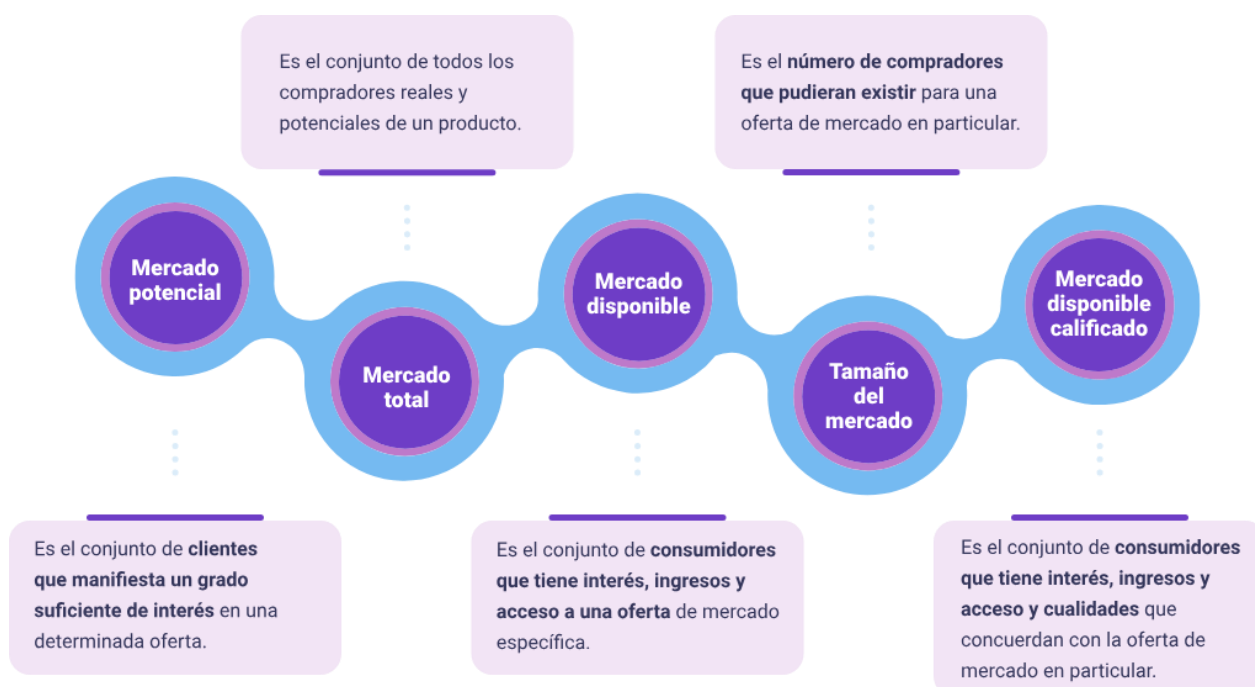 Es el conjunto de todos los
compradores reales y
potenciales de un producto.
Es el número de compradores
que pudieran existir para una
oferta de mercado en particular.
Mercado
potencial
Mercado
total
Mercado
disponible
Tamaño
del
mercado
Mercado
disponible
calificado
Es el conjunto de clientes
que manifiesta un grado
suficiente de interés en una
determinada oferta.
Es el conjunto de consumidores
que tiene interés, ingresos y
acceso a una oferta de mercado
específica.
Es el conjunto de consumidores
que tiene interés, ingresos y
acceso y cualidades que
concuerdan con la oferta de
mercado en particular.